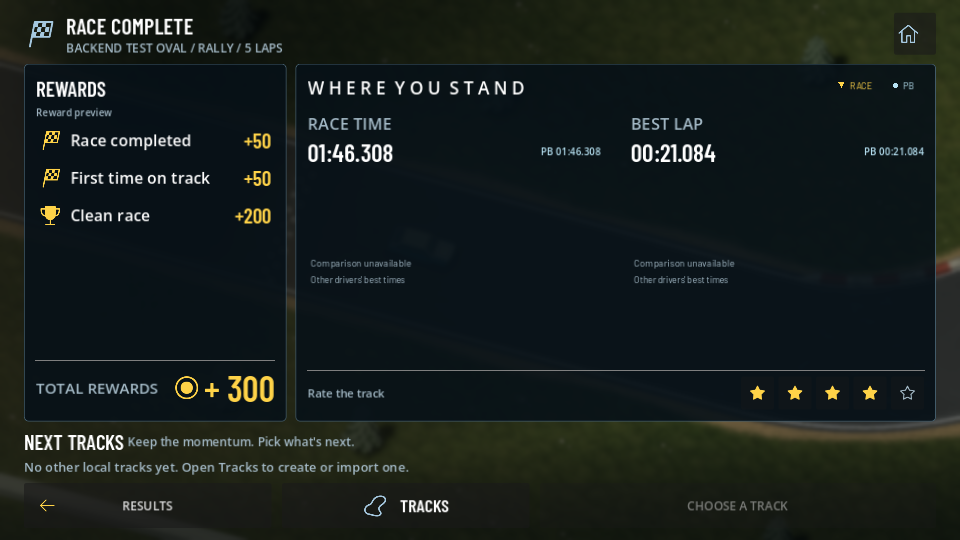 RACE COMPLETE
BACKEND TEST OVAL / RALLY / 5 LAPS
REWARDS
Reward preview
Race completed +50
First time on track +50
Clean race +200
TOTAL REWARDS + 300
WHERE YOU STAND
RACE PB
RACE TIME
01:46.308 PB 01:46.308
Comparison unavailable
Other drivers' best times
BEST LAP
00:21.084 PB 00:21.084
Comparison unavailable
Other drivers' best times
Rate the track
NEXT TRACKS Keep the momentum. Pick what's next.
No other local tracks yet. Open Tracks to create or import one.
RESULTS
TRACKS
CHOOSE A TRACK